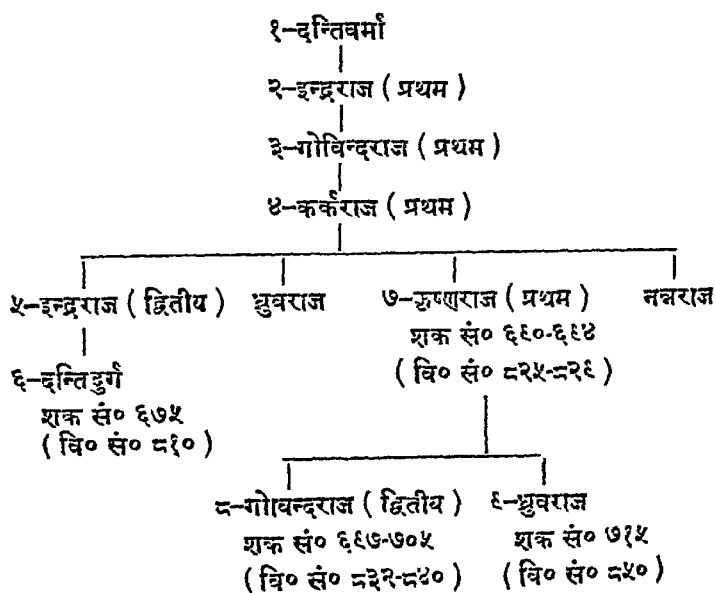 १–दन्तिवर्मा
२–इन्द्रराज ( प्रथम )
३–गोविन्दराज ( प्रथम )
४–कर्कराज ( प्रथम )
५–इन्द्रराज ( द्वितीय ) ध्रुवराज ७–कृष्णराज ( प्रथम ) नन्नराज
शक सं० ६९०-६९४
( वि० सं० ८२५-८२९ )
६–दन्तिदुर्ग
शक सं० ६७५
( वि० सं० ८१० )
८–गोविन्दराज ( द्वितीय ) ९–ध्रुवराज
शक सं० ६९७-७०५ शक सं० ७१५
( वि० सं० ८३२-८४० ) ( वि० सं० ८५० )